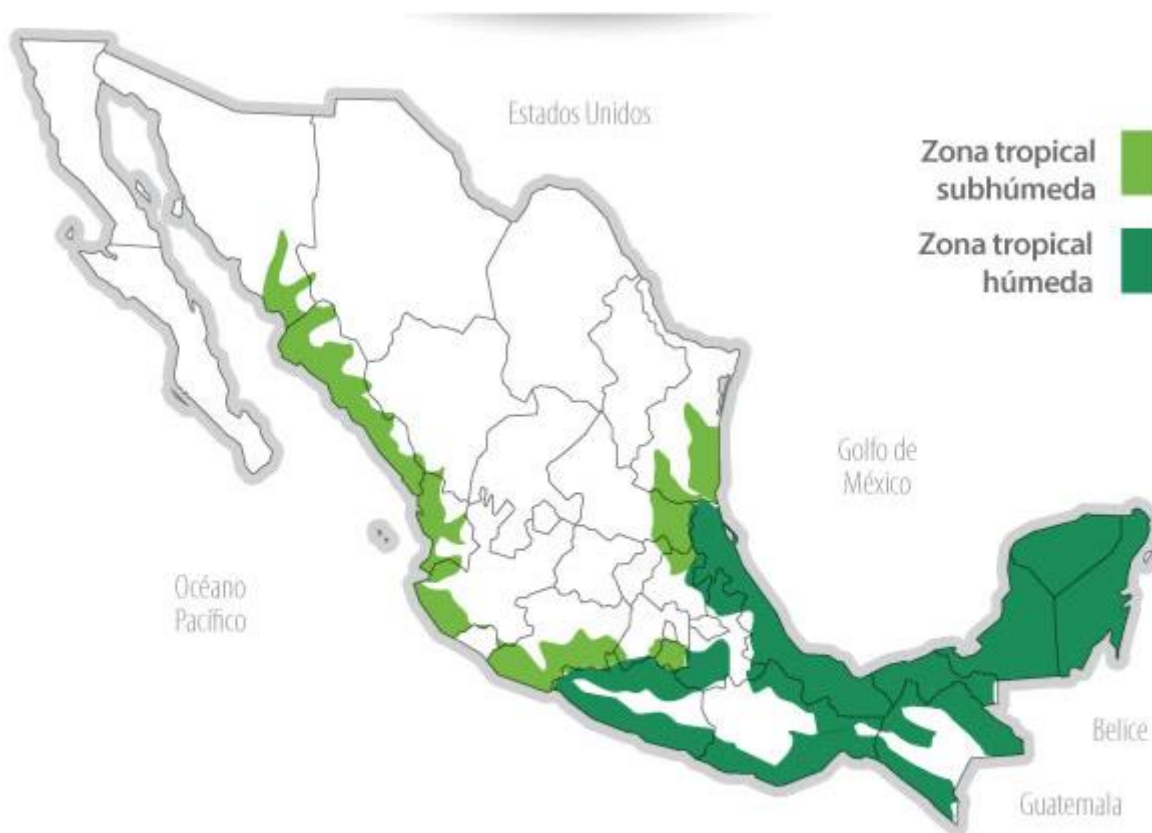 Estados Unidos
Zona tropical
subhúmeda
Zona tropical
húmeda
Golfo de
México
Océano
Pacífico
Belice
Guatemala